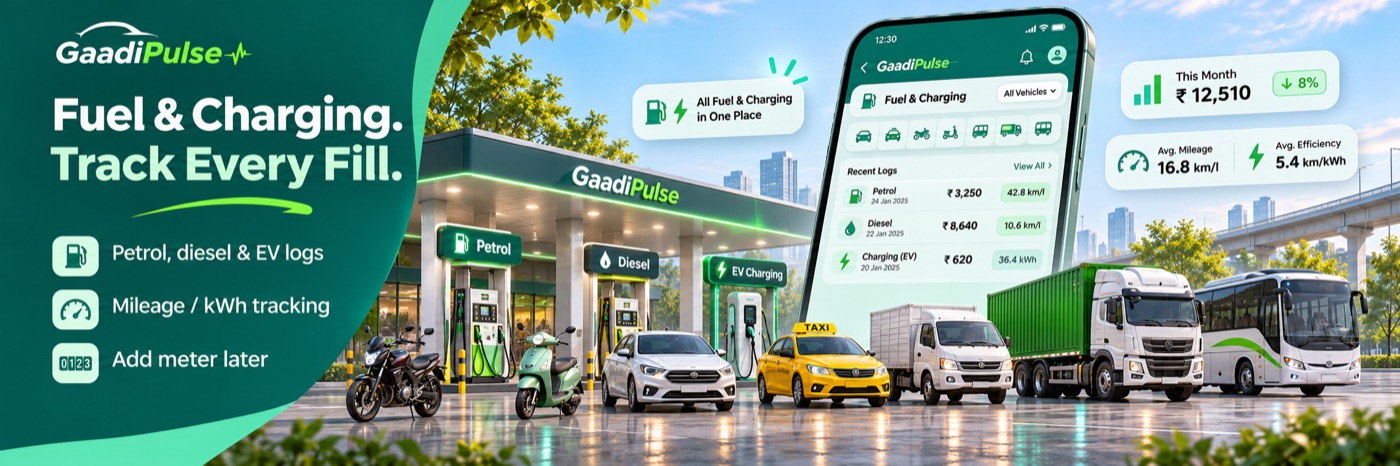 GaadiPulse
Fuel & Charging.
Track Every Fill.
Petrol, diesel & EV logs
Mileage / kWh tracking
0123
Add meter later
GaadiPulse
Petrol
Diesel
EV Charging
All Fuel & Charging
in One Place
TAXI
12:30
GaadiPulse
Fuel & Charging
All Vehicles
Recent Logs
View All >
Petrol
24 Jan 2025
₹ 3,250
42.8 km/l
Diesel
22 Jan 2025
₹ 8,640
10.6 km/l
Charging (EV)
20 Jan 2025
₹ 620
36.4 kWh
This Month
₹ 12,510
↓ 8%
Avg. Mileage
16.8 km/l
Avg. Efficiency
5.4 km/kWh